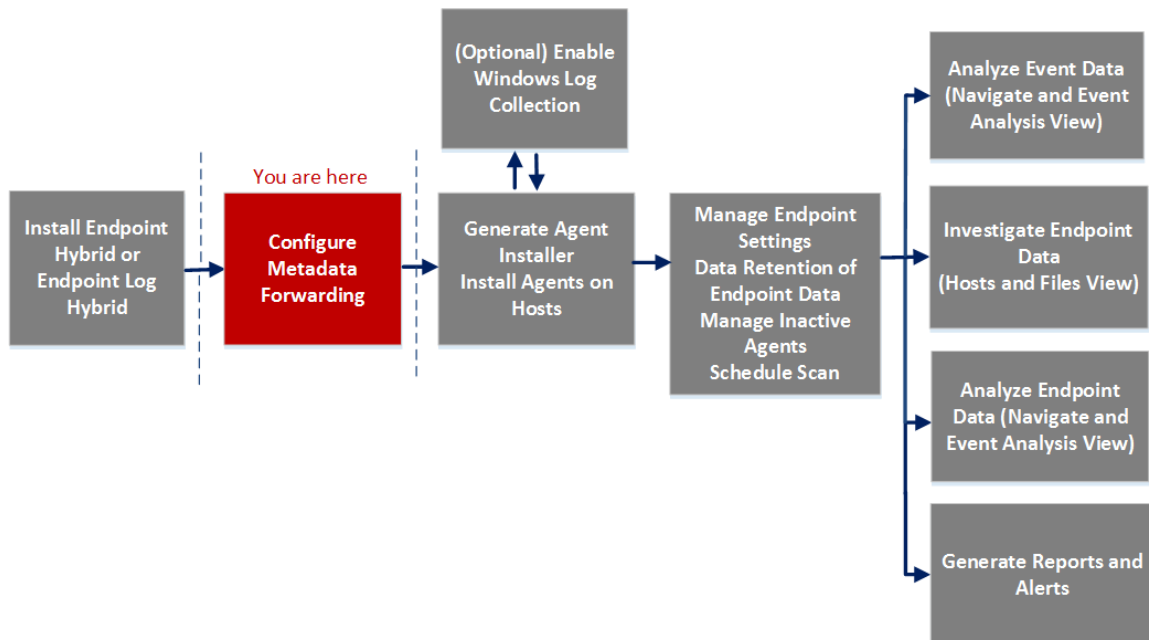 Install Endpoint
Hybrid or
Endpoint Log
Hybrid
You are here
Configure
Metadada
Forwarding
(Optional) Enable
Windows Log
Collection
Generate Agent
Installer
Install Agents on
Hosts
Manage Endpoint
Settings
Data Retention of
Endpoint Data
Manage Inactive
Agents
Schedule Scan
Analyze Event Data
(Navigate and Event
Analysis View)
Investigate Endpoint
Data
(Hosts and Files View)
Analyze Endpoint
Data (Navigate and
Event Analysis View)
Generate Reports and
Alerts